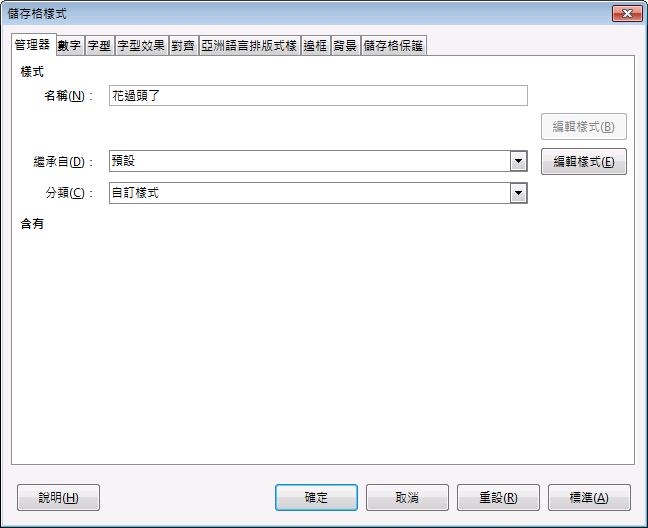 儲存格樣式
管理器 數字 字型 字型效果 對齊 亞洲語言排版式樣 邊框 背景 儲存格保護
樣式
名稱(N)： 花過頭了
編輯樣式(B)
繼承自(D)： 預設 編輯樣式(E)
分類(C)： 自訂樣式
含有
說明(H) 確定 取消 重設(R) 標準(A)